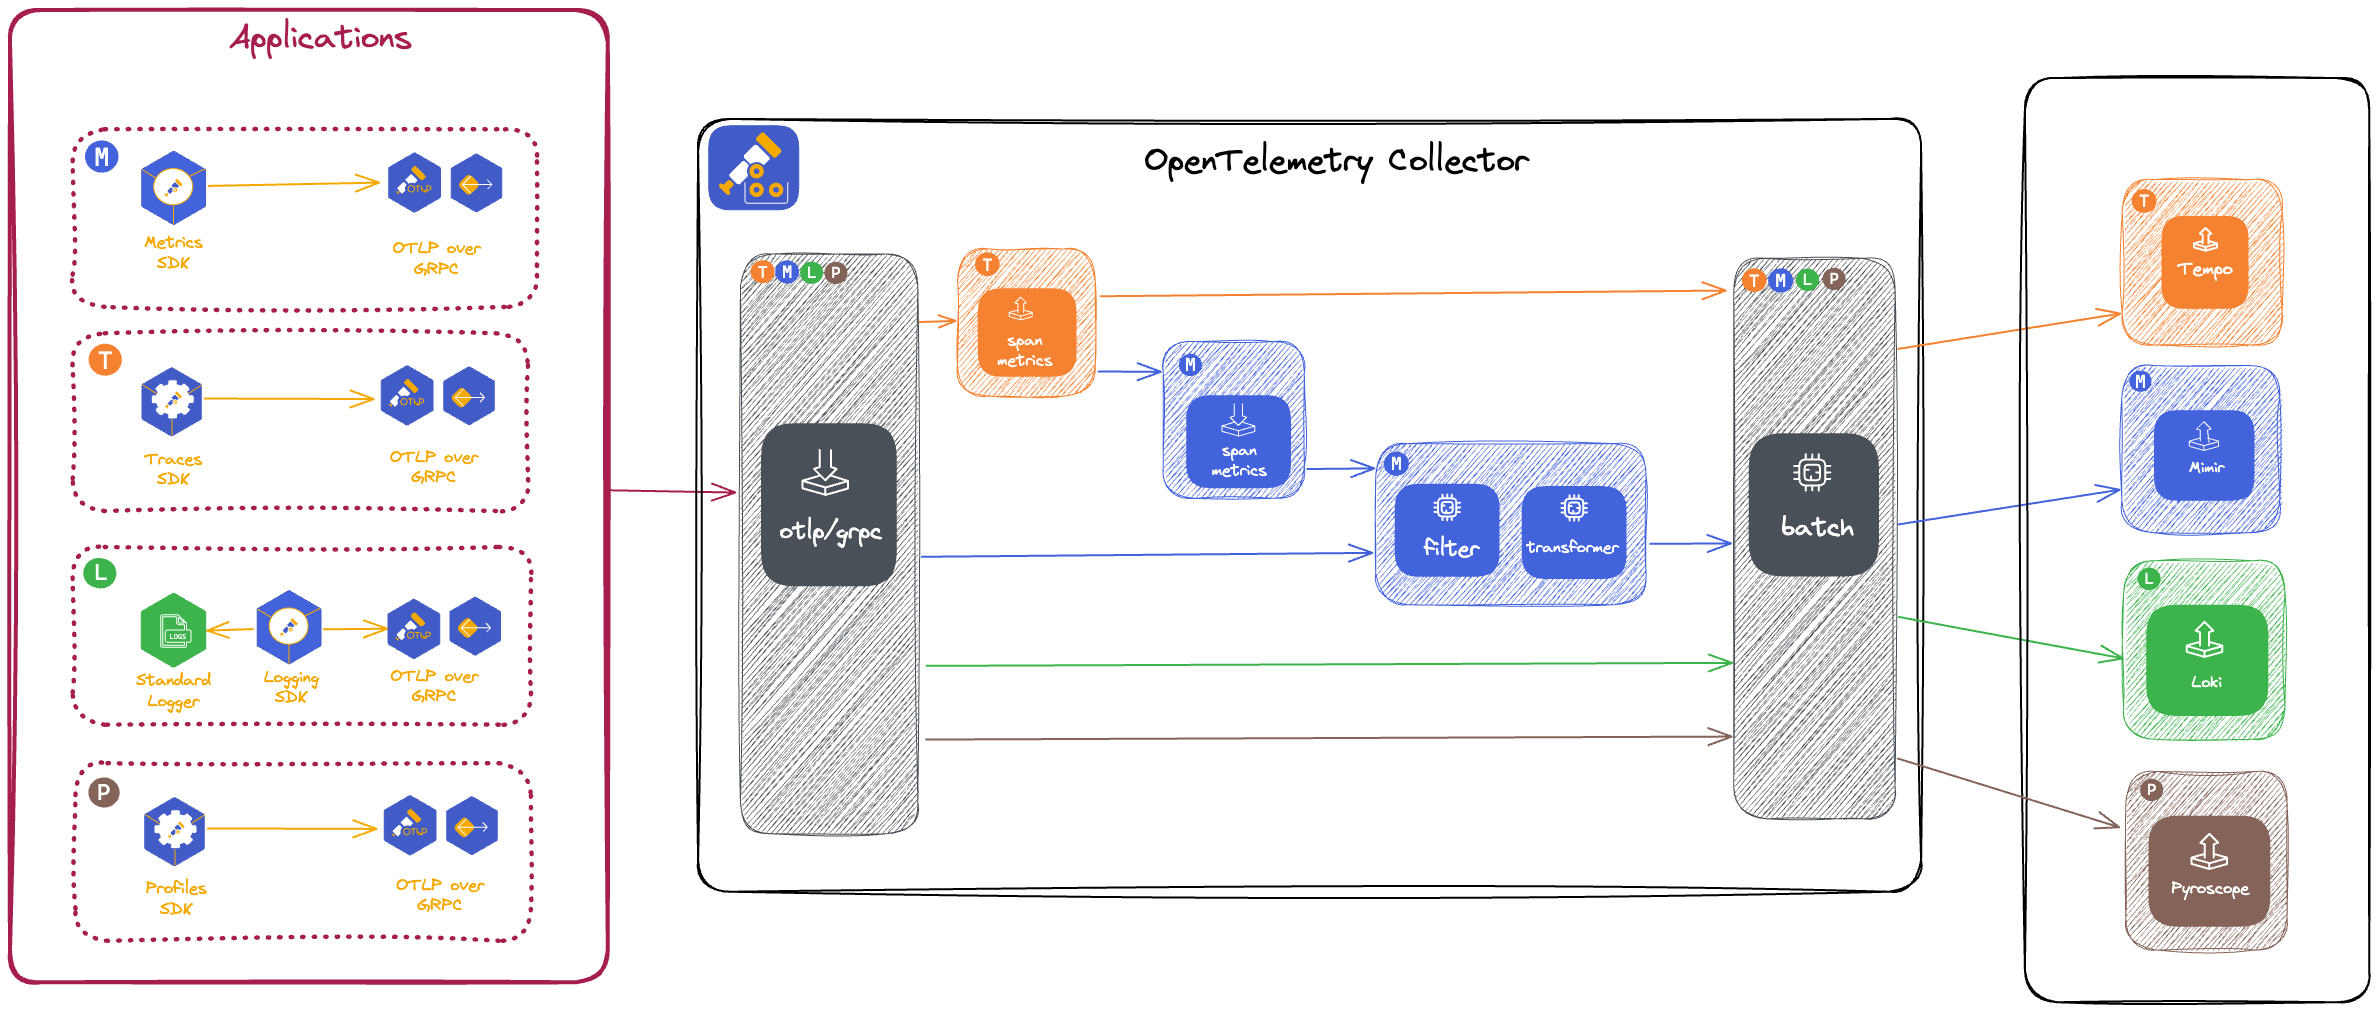 Applications
M
OTLP
Metrics
SDK
OTLP over
GRPC
T
OTLP
Traces
SDK
OTLP over
GRPC
L
LOGS
OTLP
Standard
Logger
Logging
SDK
OTLP over
GRPC
P
OTLP
Profiles
SDK
OTLP over
GRPC
OpenTelemetry Collector
T M L P
otlp/grpc
T
span
metrics
M
span
metrics
M
filter
transformer
T M L P
batch
T
Tempo
M
Mimir
L
Loki
P
Pyroscope